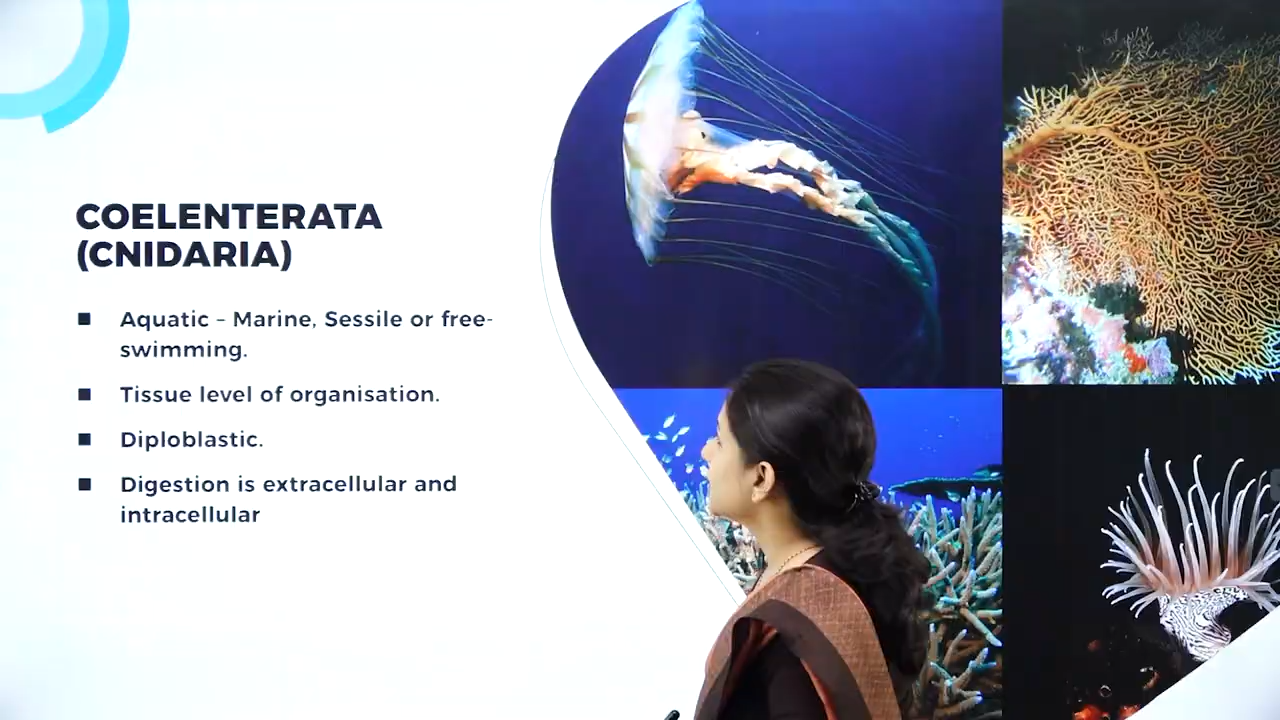 COELENTERATA
(CNIDARIA)
■ Aquatic – Marine, Sessile or free-
swimming.
■ Tissue level of organisation.
■ Diploblastic.
■ Digestion is extracellular and
intracellular